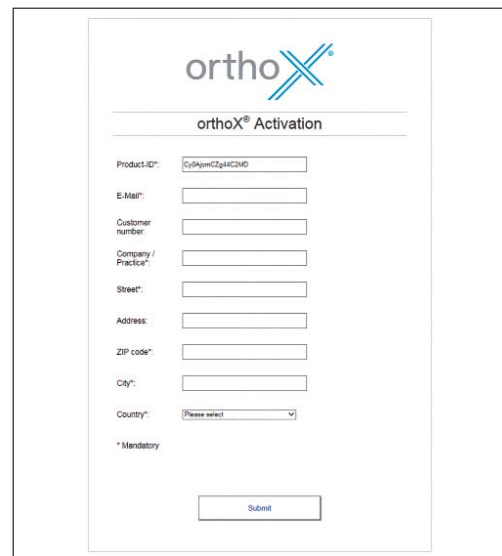 orthoX®
orthoX® Activation
Product-ID*: Cy0AjomCZg44C2MD
E-Mail*:
Customer
number:
Company /
Practice*:
Street*:
Address:
ZIP code*:
City*:
Country*: Please select
* Mandatory
Submit